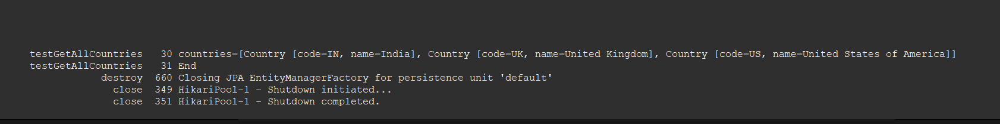 testGetAllCountries   30 countries=[Country [code=IN, name=India], Country [code=UK, name=United Kingdom], Country [code=US, name=United States of America]]
testGetAllCountries   31 End
destroy  660 Closing JPA EntityManagerFactory for persistence unit 'default'
close  349 HikariPool-1 - Shutdown initiated...
close  351 HikariPool-1 - Shutdown completed.